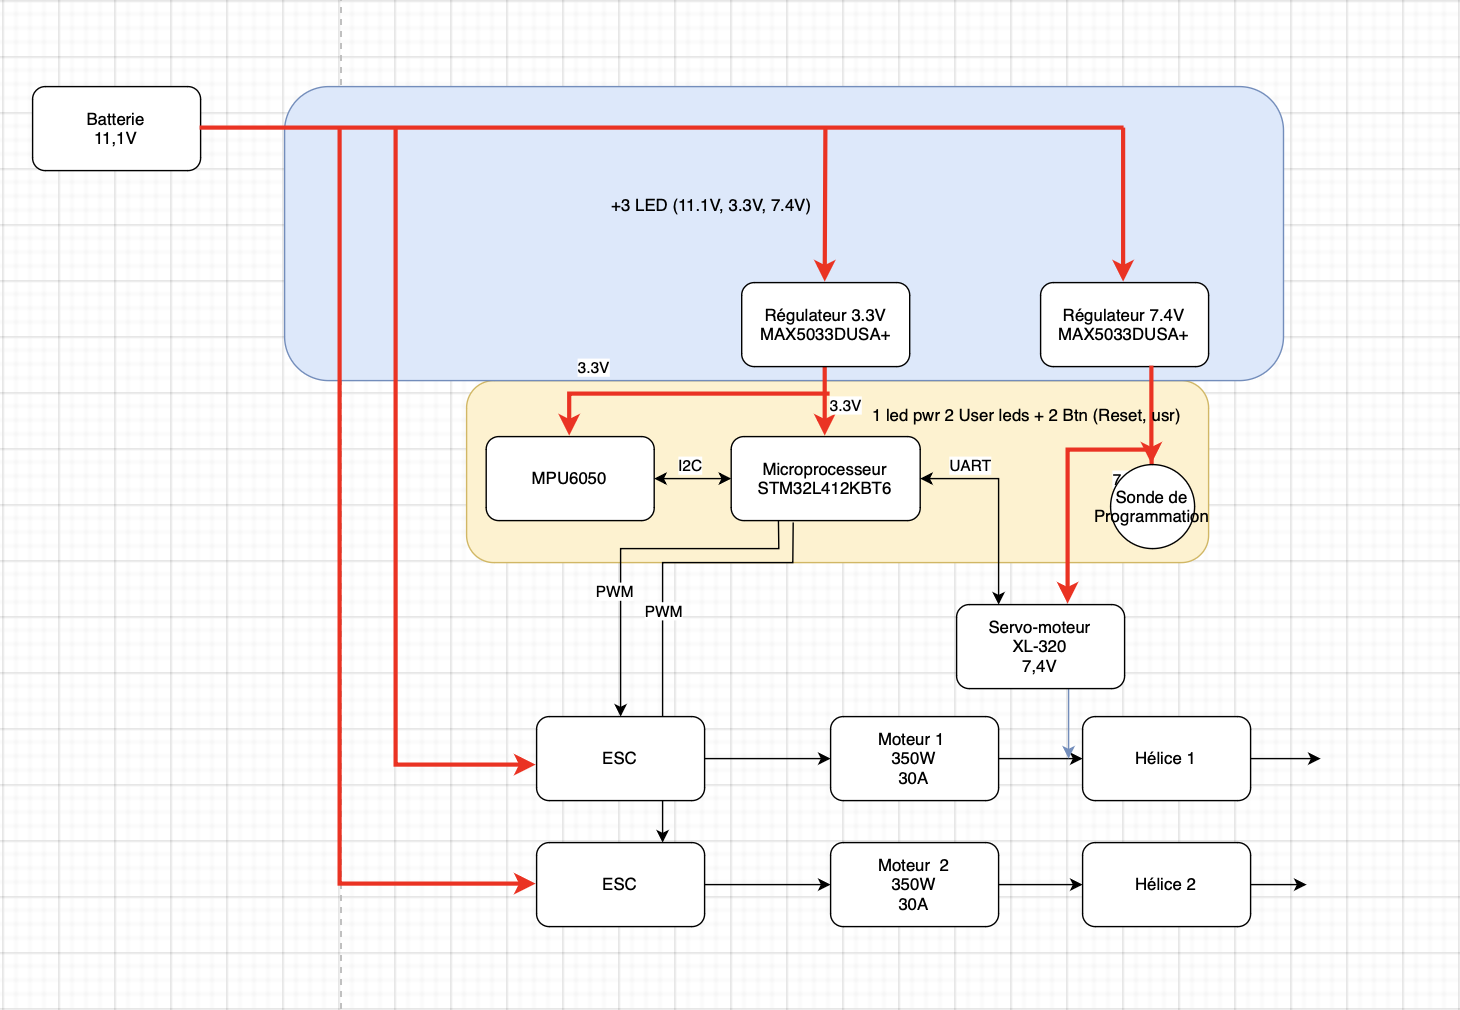 Batterie
11,1V
+3 LED (11.1V, 3.3V, 7.4V)
Régulateur 3.3V
MAX5033DUSA+
Régulateur 7.4V
MAX5033DUSA+
3.3V
3.3V
1 led pwr 2 User leds + 2 Btn (Reset, usr)
MPU6050
I2C
Microprocesseur
STM32L412KBT6
UART
7
Sonde de
Programmation
PWM
PWM
Servo-moteur
XL-320
7,4V
ESC
Moteur 1
350W
30A
Hélice 1
ESC
Moteur  2
350W
30A
Hélice 2